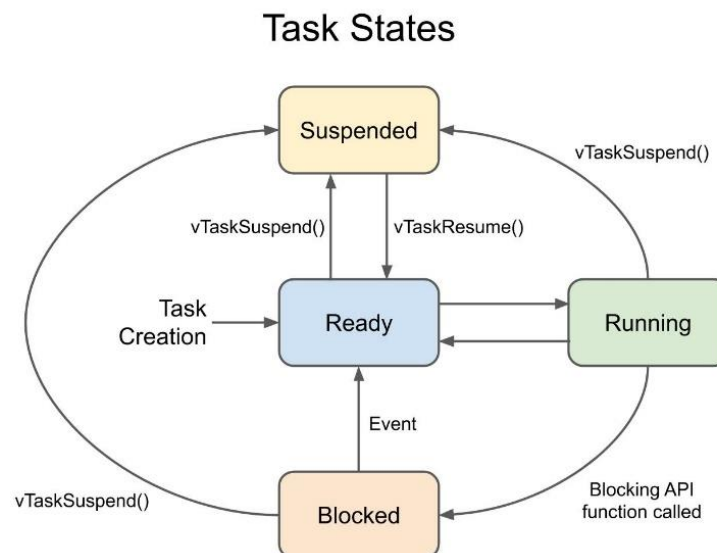 Task States
Suspended
vTaskSuspend()
vTaskSuspend()
vTaskResume()
Task
Creation
Ready
Running
Event
vTaskSuspend()
Blocked
Blocking API
function called